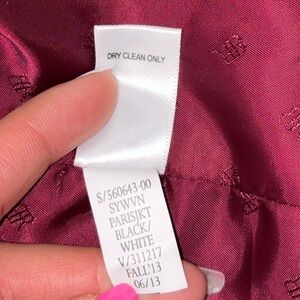 DRY CLEAN ONLY
S/560643-00
SYWVN
PARISJKT
BLACK/
WHITE
V/311217
FALL'13
06/13